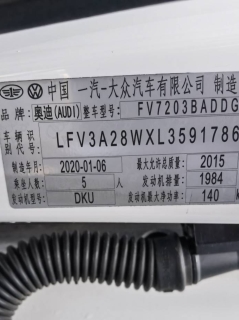 中国 一汽-大众汽车有限公司 制造
品牌: 奥迪(AUDI) 整车型号: FV7203BADDG
车辆识别代号: LFV3A28WXL3591786
制造年月 2020-01-06 最大允许总质量 2015
乘坐人数 5 人 发动机排量 1984
发动机型号 DKU 发动机最大净功率 140